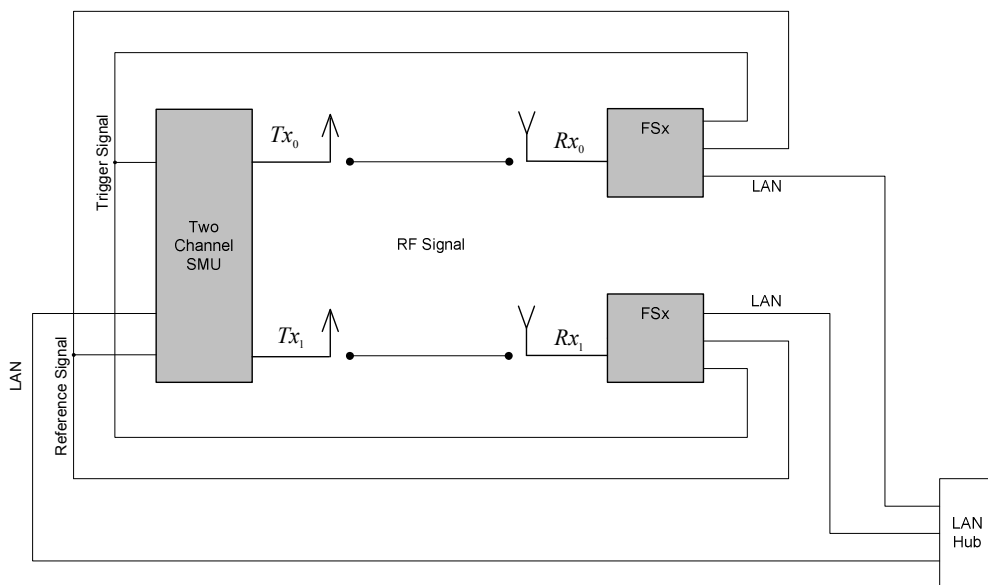 Trigger Signal
Two
Channel
SMU
Tx0
RF Signal
Rx0
FSx
LAN
Tx1
Rx1
FSx
LAN
LAN
Reference Signal
LAN
Hub